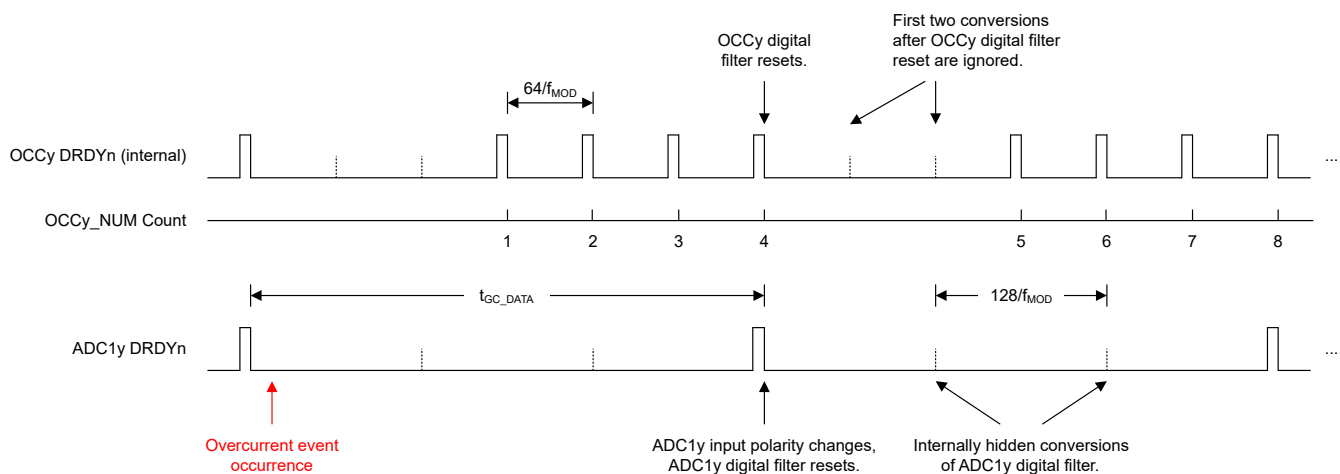 OCCy digital
filter resets.
First two conversions
after OCCy digital filter
reset are ignored.
64/fMOD
OCCy DRDYn (internal)
...
OCCy_NUM Count
1 2 3 4 5 6 7 8
tGC_DATA
128/fMOD
ADC1y DRDYn
...
Overcurrent event
occurrence
ADC1y input polarity changes,
ADC1y digital filter resets.
Internally hidden conversions
of ADC1y digital filter.